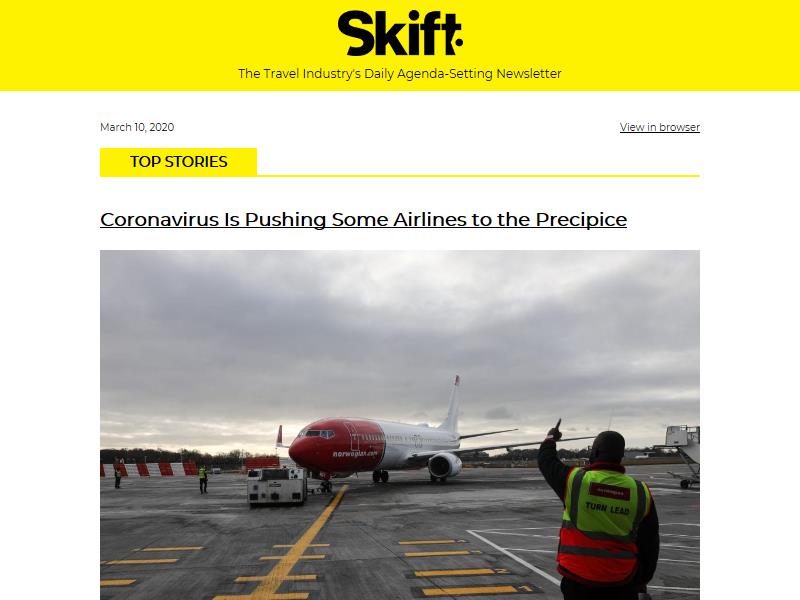 Skift
The Travel Industry's Daily Agenda-Setting Newsletter
March 10, 2020
View in browser
TOP STORIES
Coronavirus Is Pushing Some Airlines to the Precipice
norwegian.com
norwegian
TURN LEAD